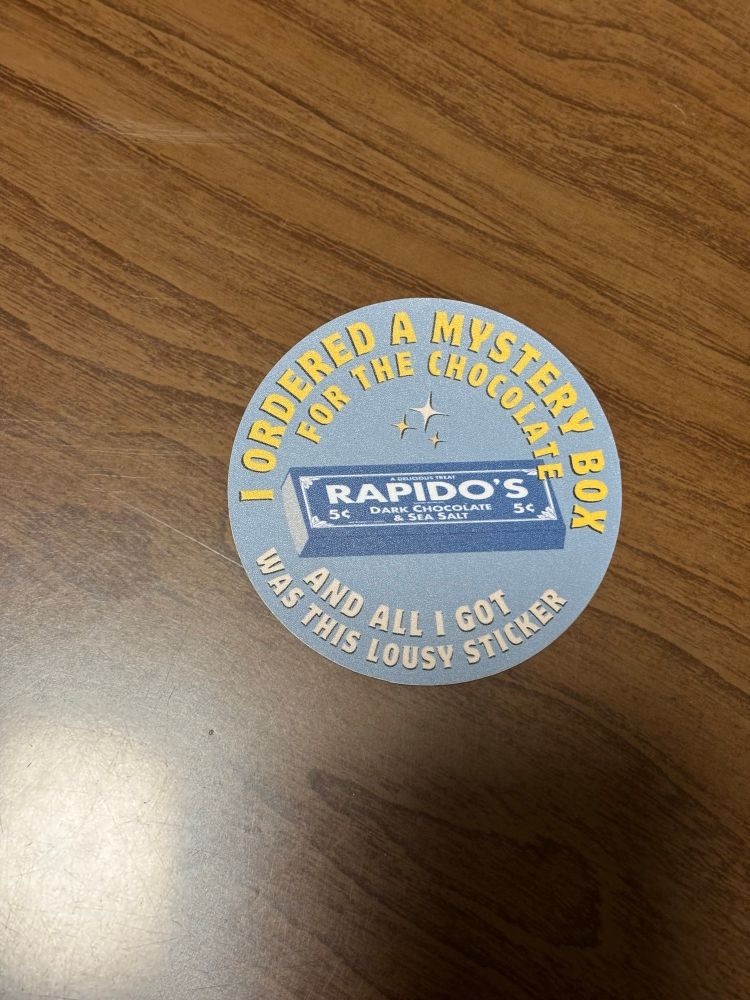 I ORDERED A MYSTERY BOX
FOR THE CHOCOLATE
A DELICIOUS TREAT
RAPIDO'S
5¢ DARK CHOCOLATE 5¢
& SEA SALT
AND ALL I GOT
WAS THIS LOUSY STICKER